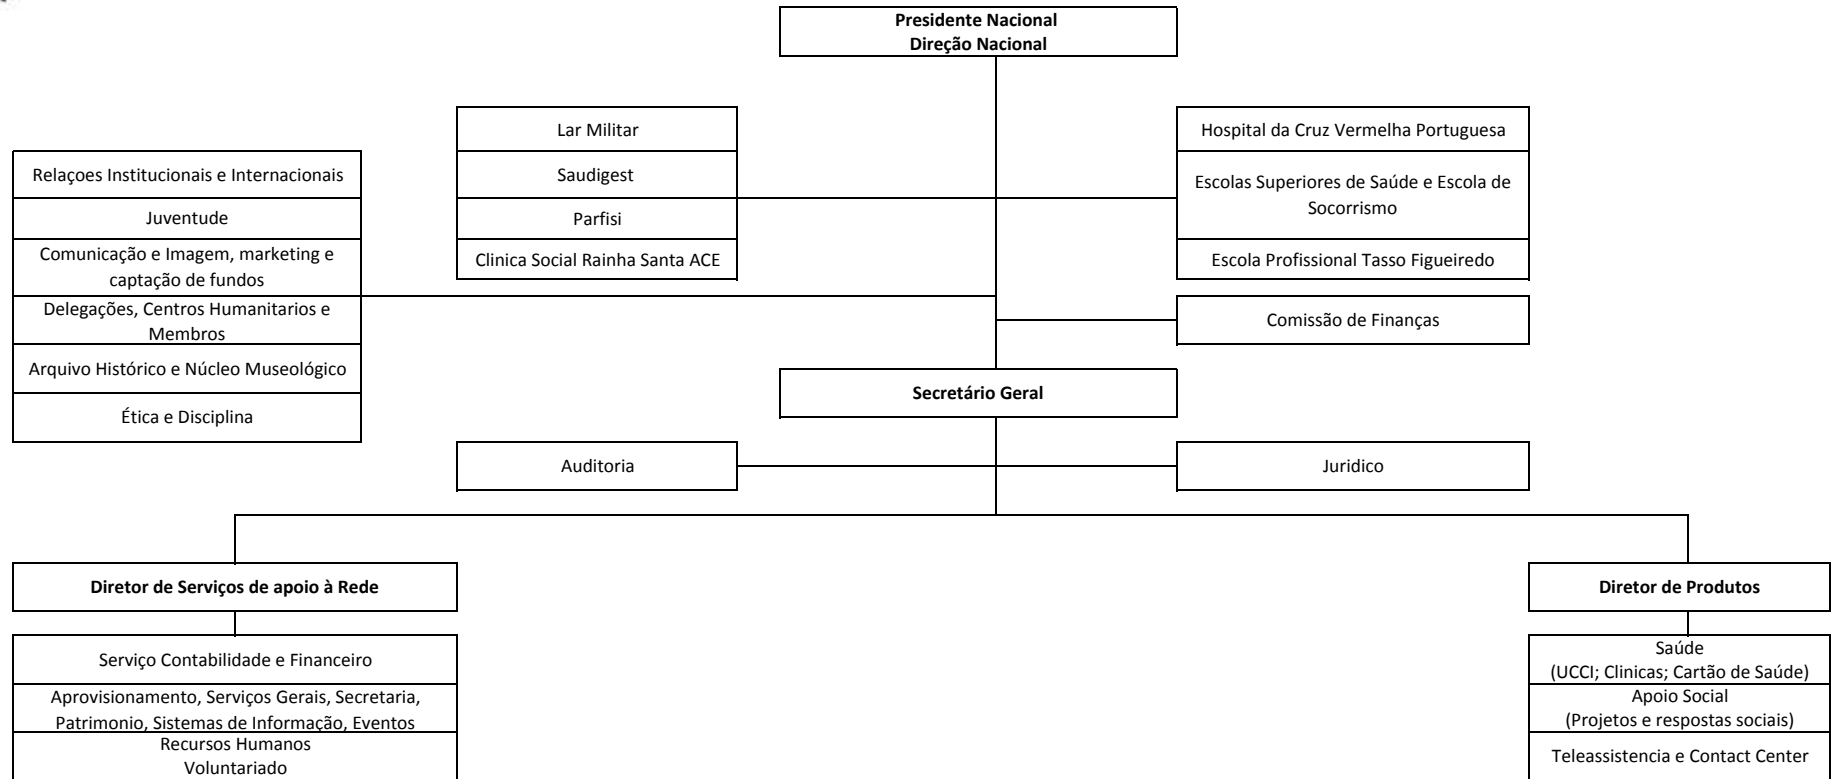 Presidente Nacional
Direção Nacional
Lar Militar
Saudigest
Parfisi
Clinica Social Rainha Santa ACE
Hospital da Cruz Vermelha Portuguesa
Escolas Superiores de Saúde e Escola de
Socorrismo
Escola Profissional Tasso Figueiredo
Relaçoes Institucionais e Internacionais
Juventude
Comunicação e Imagem, marketing e
captação de fundos
Delegações, Centros Humanitarios e
Membros
Arquivo Histórico e Núcleo Museológico
Ética e Disciplina
Comissão de Finanças
Secretário Geral
Auditoria
Juridico
Diretor de Serviços de apoio à Rede
Serviço Contabilidade e Financeiro
Aprovisionamento, Serviços Gerais, Secretaria,
Patrimonio, Sistemas de Informação, Eventos
Recursos Humanos
Voluntariado
Diretor de Produtos
Saúde
(UCCI; Clinicas; Cartão de Saúde)
Apoio Social
(Projetos e respostas sociais)
Teleassistencia e Contact Center